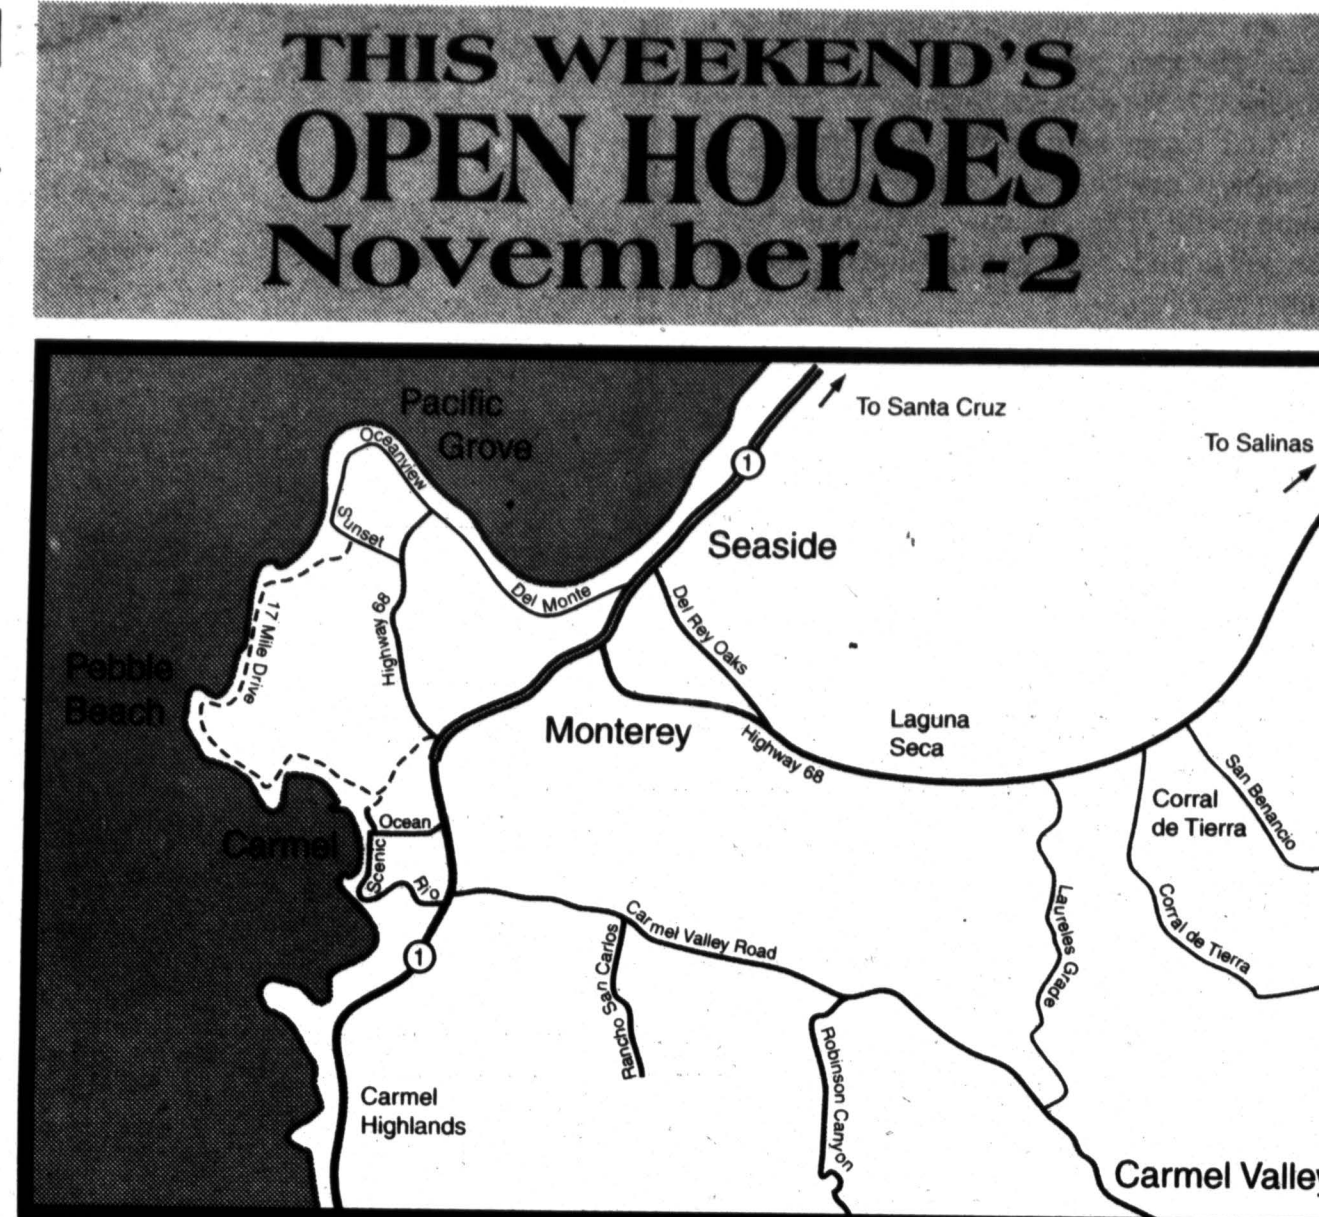 THIS WEEKEND'S
OPEN HOUSES
November 1-2
Pacific
Grove
To Santa Cruz
To Salinas
Oceanview
1
Sunset
Seaside
Del Monte
Del Rey Oaks
17 Mile Drive
Highway 68
Pebble
Beach
Monterey
Highway 68
Laguna
Seca
San Benancio
Corral
de Tierra
Ocean
Carmel
Scenic
Rio
Laureles Grade
Corral de Tierra
Carmel Valley Road
1
Rancho San Carlos
Robinson Canyon
Carmel
Highlands
Carmel Valley